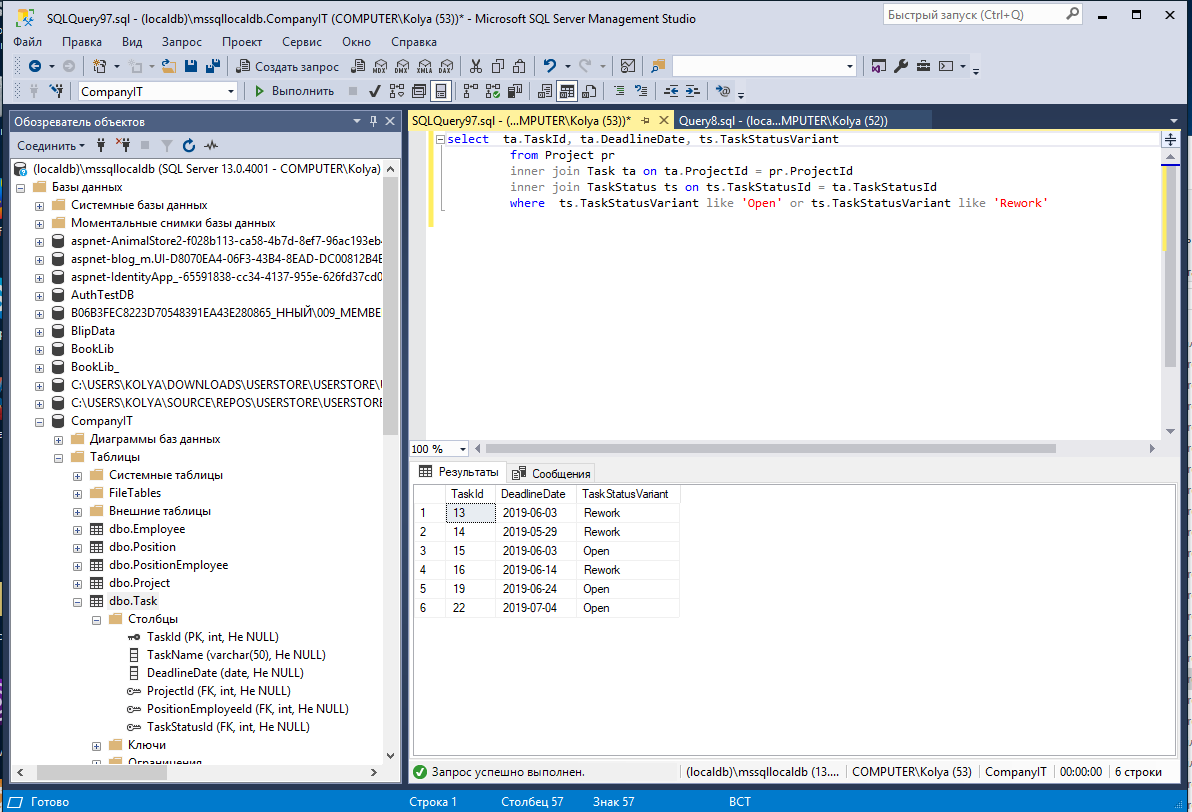 SQLQuery97.sql - (localdb)\mssqllocaldb.CompanyIT (COMPUTER\Kolya (53))* - Microsoft SQL Server Management Studio
Быстрый запуск (Ctrl+Q)
Файл Правка Вид Запрос Проект Сервис Окно Справка
Создать запрос MDX DMX XMLA DAX
CompanyIT Выполнить
Обозреватель объектов
Соединить
(localdb)\mssqllocaldb (SQL Server 13.0.4001 - COMPUTER\Kolya)
Базы данных
Системные базы данных
Моментальные снимки базы данных
aspnet-AnimalStore2-f028b113-ca58-4b7d-8ef7-96ac193eb
aspnet-blog_m.UI-D8070EA4-06F3-43B4-8EAD-DC00812B4E
aspnet-IdentityApp_-65591838-cc34-4137-955e-626fd37cd0
AuthTestDB
B06B3FEC8223D70548391EA43E280865_ННЫЙ\009_MEMBE
BlipData
BookLib
BookLib_
C:\USERS\KOLYA\DOWNLOADS\USERSTORE\USERSTORE\U
C:\USERS\KOLYA\SOURCE\REPOS\USERSTORE\USERSTORE
CompanyIT
Диаграммы баз данных
Таблицы
Системные таблицы
FileTables
Внешние таблицы
dbo.Employee
dbo.Position
dbo.PositionEmployee
dbo.Project
dbo.Task
Столбцы
TaskId (PK, int, Не NULL)
TaskName (varchar(50), Не NULL)
DeadlineDate (date, Не NULL)
ProjectId (FK, int, Не NULL)
PositionEmployeeId (FK, int, Не NULL)
TaskStatusId (FK, int, Не NULL)
Ключи
Ограничения
SQLQuery97.sql - (...MPUTER\Kolya (53))* Query8.sql - (loca...MPUTER\Kolya (52))
select ta.TaskId, ta.DeadlineDate, ts.TaskStatusVariant
from Project pr
inner join Task ta on ta.ProjectId = pr.ProjectId
inner join TaskStatus ts on ts.TaskStatusId = ta.TaskStatusId
where ts.TaskStatusVariant like 'Open' or ts.TaskStatusVariant like 'Rework'
100 %
Результаты Сообщения
TaskId DeadlineDate TaskStatusVariant
1 13 2019-06-03 Rework
2 14 2019-05-29 Rework
3 15 2019-06-03 Open
4 16 2019-06-14 Rework
5 19 2019-06-24 Open
6 22 2019-07-04 Open
Запрос успешно выполнен. (localdb)\mssqllocaldb (13.... COMPUTER\Kolya (53) CompanyIT 00:00:00 6 строки
Готово Строка 1 Столбец 57 Знак 57 ВСТ